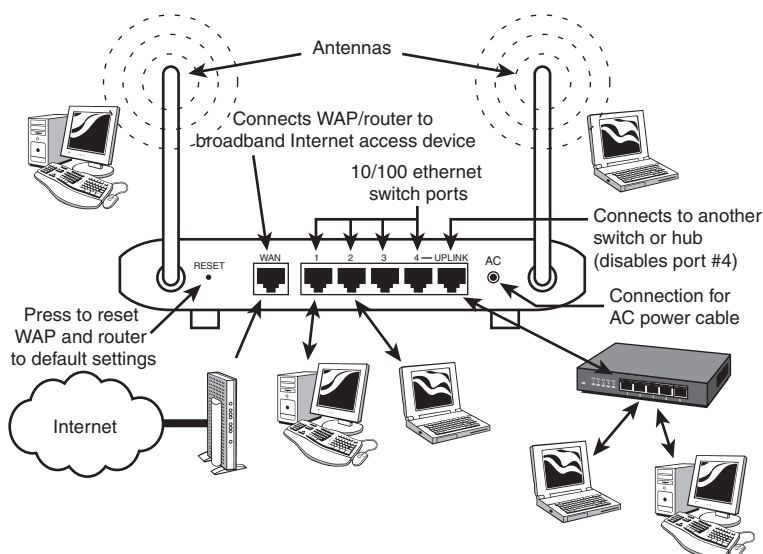 Antennas
Connects WAP/router to
broadband Internet access device
10/100 ethernet
switch ports
Connects to another
switch or hub
(disables port #4)
RESET
WAN
1
2
3
4 — UPLINK
AC
Connection for
AC power cable
Press to reset
WAP and router
to default settings
Internet